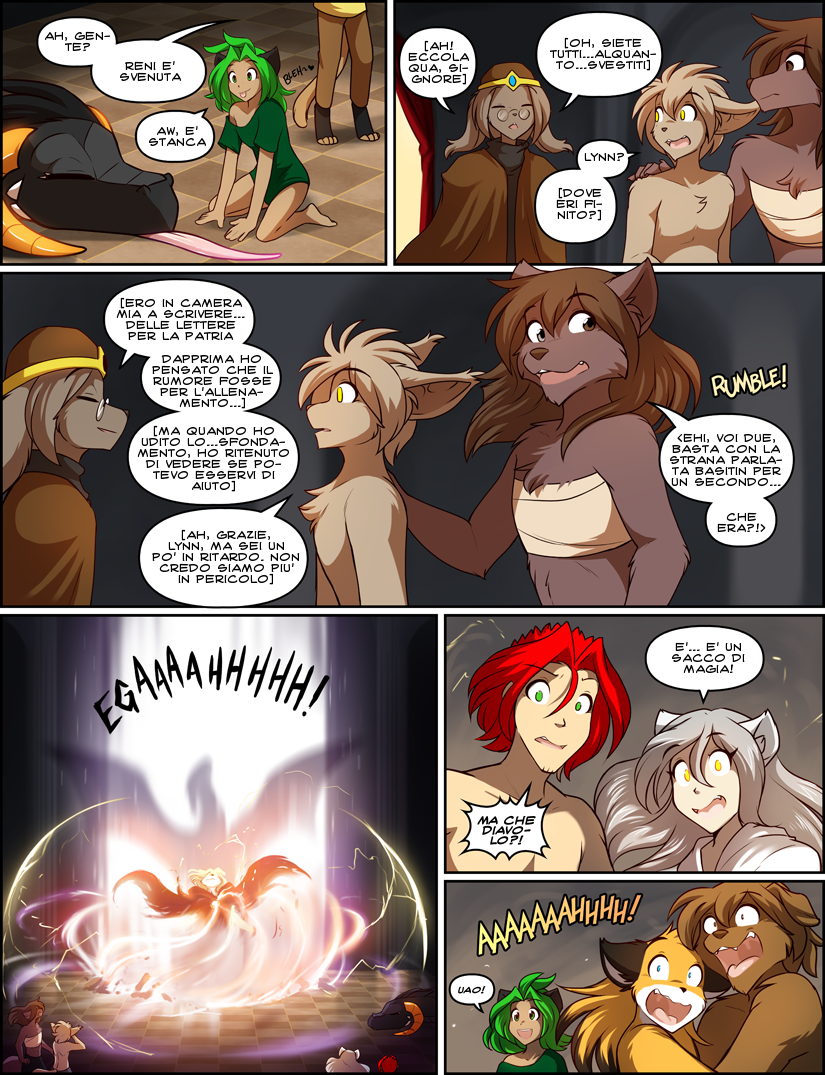 AH, GEN-
TE?
RENI E'
SVENUTA
AW, E'
STANCA
BLEH~♥
[AH!
ECCOLA
QUA, SI-
GNORE]
[OH, SIETE
TUTTI...ALQUAN-
TO...SVESTITI]
LYNN?
[DOVE
ERI FI-
NITO?]
[ERO IN CAMERA
MIA A SCRIVERE...
DELLE LETTERE
PER LA PATRIA
DAPPRIMA HO
PENSATO CHE IL
RUMORE FOSSE
PER L'ALLENA-
MENTO...]
[MA QUANDO HO
UDITO LO...SFONDA-
MENTO, HO RITENUTO
DI VEDERE SE PO-
TEVO ESSERVI DI
AIUTO]
[AH, GRAZIE,
LYNN, MA SEI UN
PO' IN RITARDO. NON
CREDO SIAMO PIU'
IN PERICOLO]
RUMBLE!
<EHI, VOI DUE,
BASTA CON LA
STRANA PARLA-
TA BASITIN PER
UN SECONDO...
CHE
ERA?!>
EGAAAAHHHHH!
E'... E' UN
SACCO DI
MAGIA!
MA CHE
DIAVO-
LO?!
AAAAAAAHHHH!
UAO!